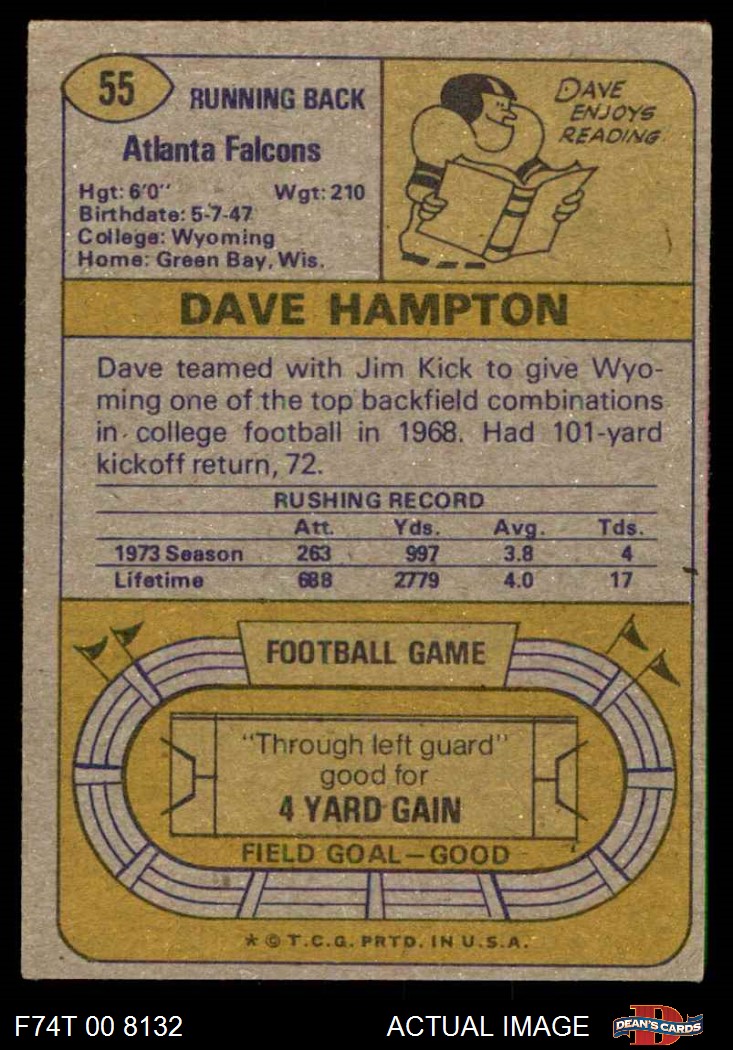 55
RUNNING BACK
Atlanta Falcons
Hgt: 6'0" Wgt: 210
Birthdate: 5-7-47
College: Wyoming
Home: Green Bay, Wis.
DAVE
ENJOYS
READING.
DAVE HAMPTON
Dave teamed with Jim Kick to give Wyo-
ming one of the top backfield combinations
in college football in 1968. Had 101-yard
kickoff return, 72.
RUSHING RECORD
Att. Yds. Avg. Tds.
1973 Season 263 997 3.8 4
Lifetime 688 2779 4.0 17
FOOTBALL GAME
"Through left guard"
good for
4 YARD GAIN
FIELD GOAL—GOOD
* © T.C.G. PRTD. IN U.S.A.
F74T 00 8132 ACTUAL IMAGE
D
DEAN'S CARDS